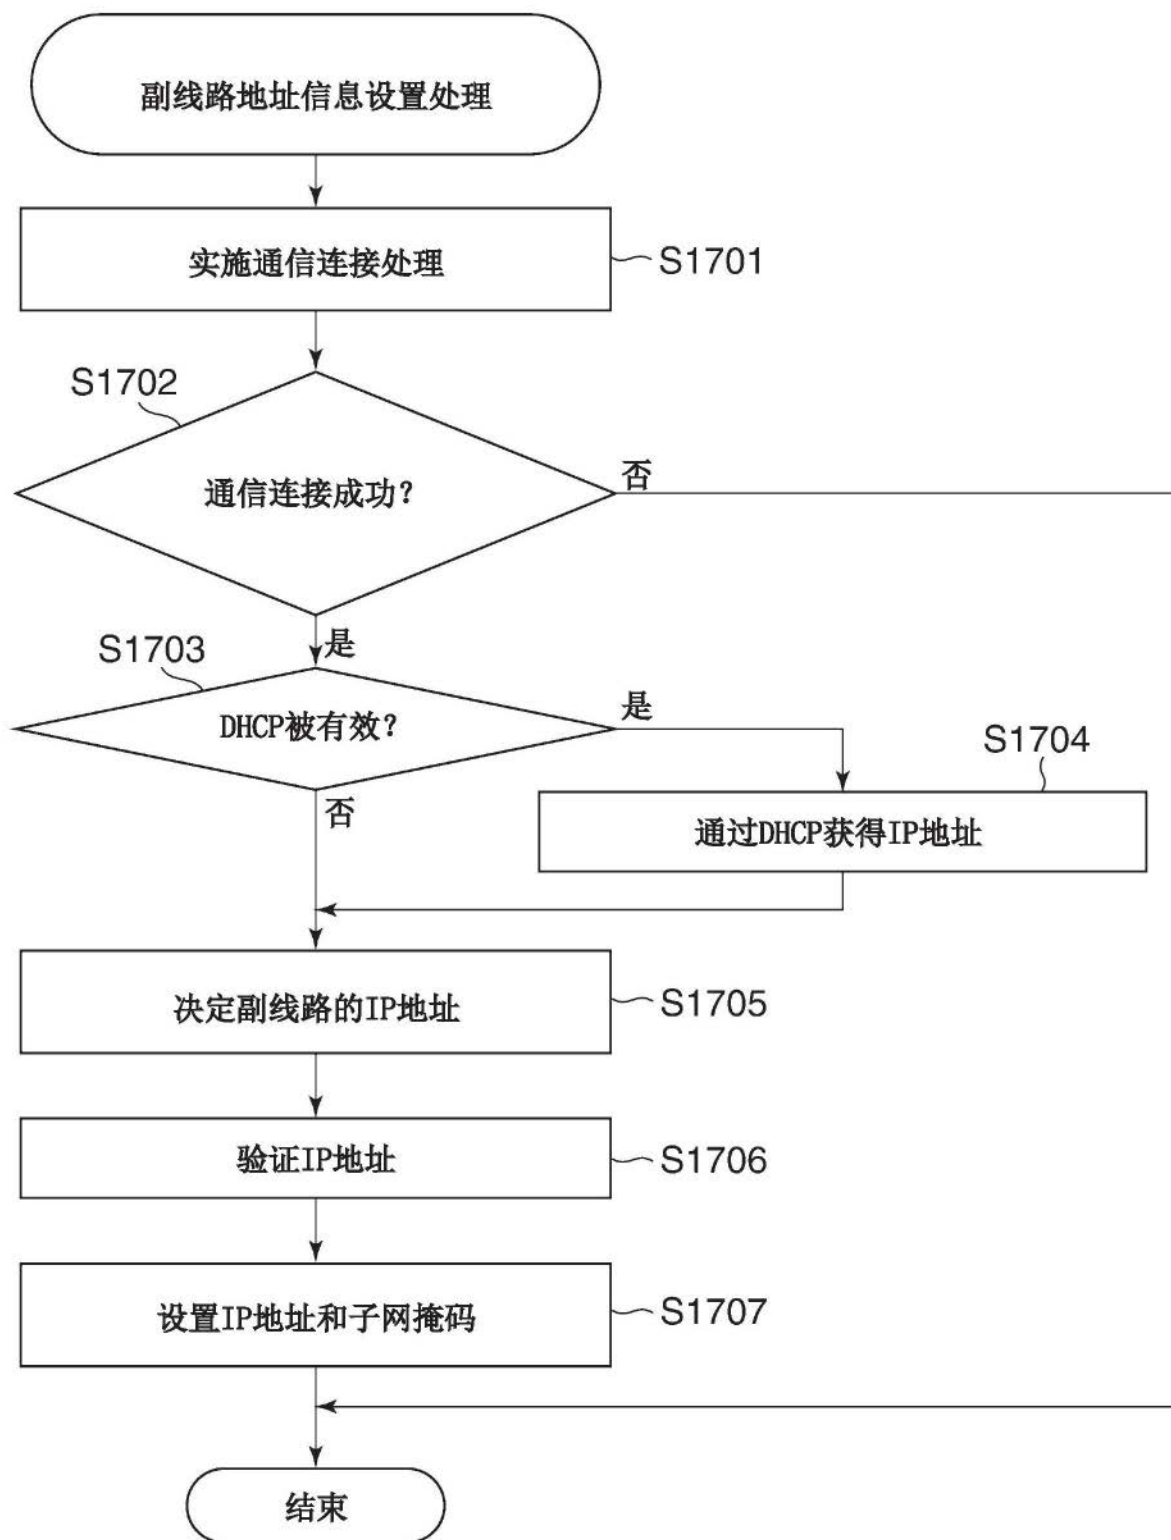 副线路地址信息设置处理
实施通信连接处理
S1701
S1702
通信连接成功？
否
是
S1703
DHCP被有效？
是
S1704
否
通过DHCP获得IP地址
决定副线路的IP地址
S1705
验证IP地址
S1706
设置IP地址和子网掩码
S1707
结束